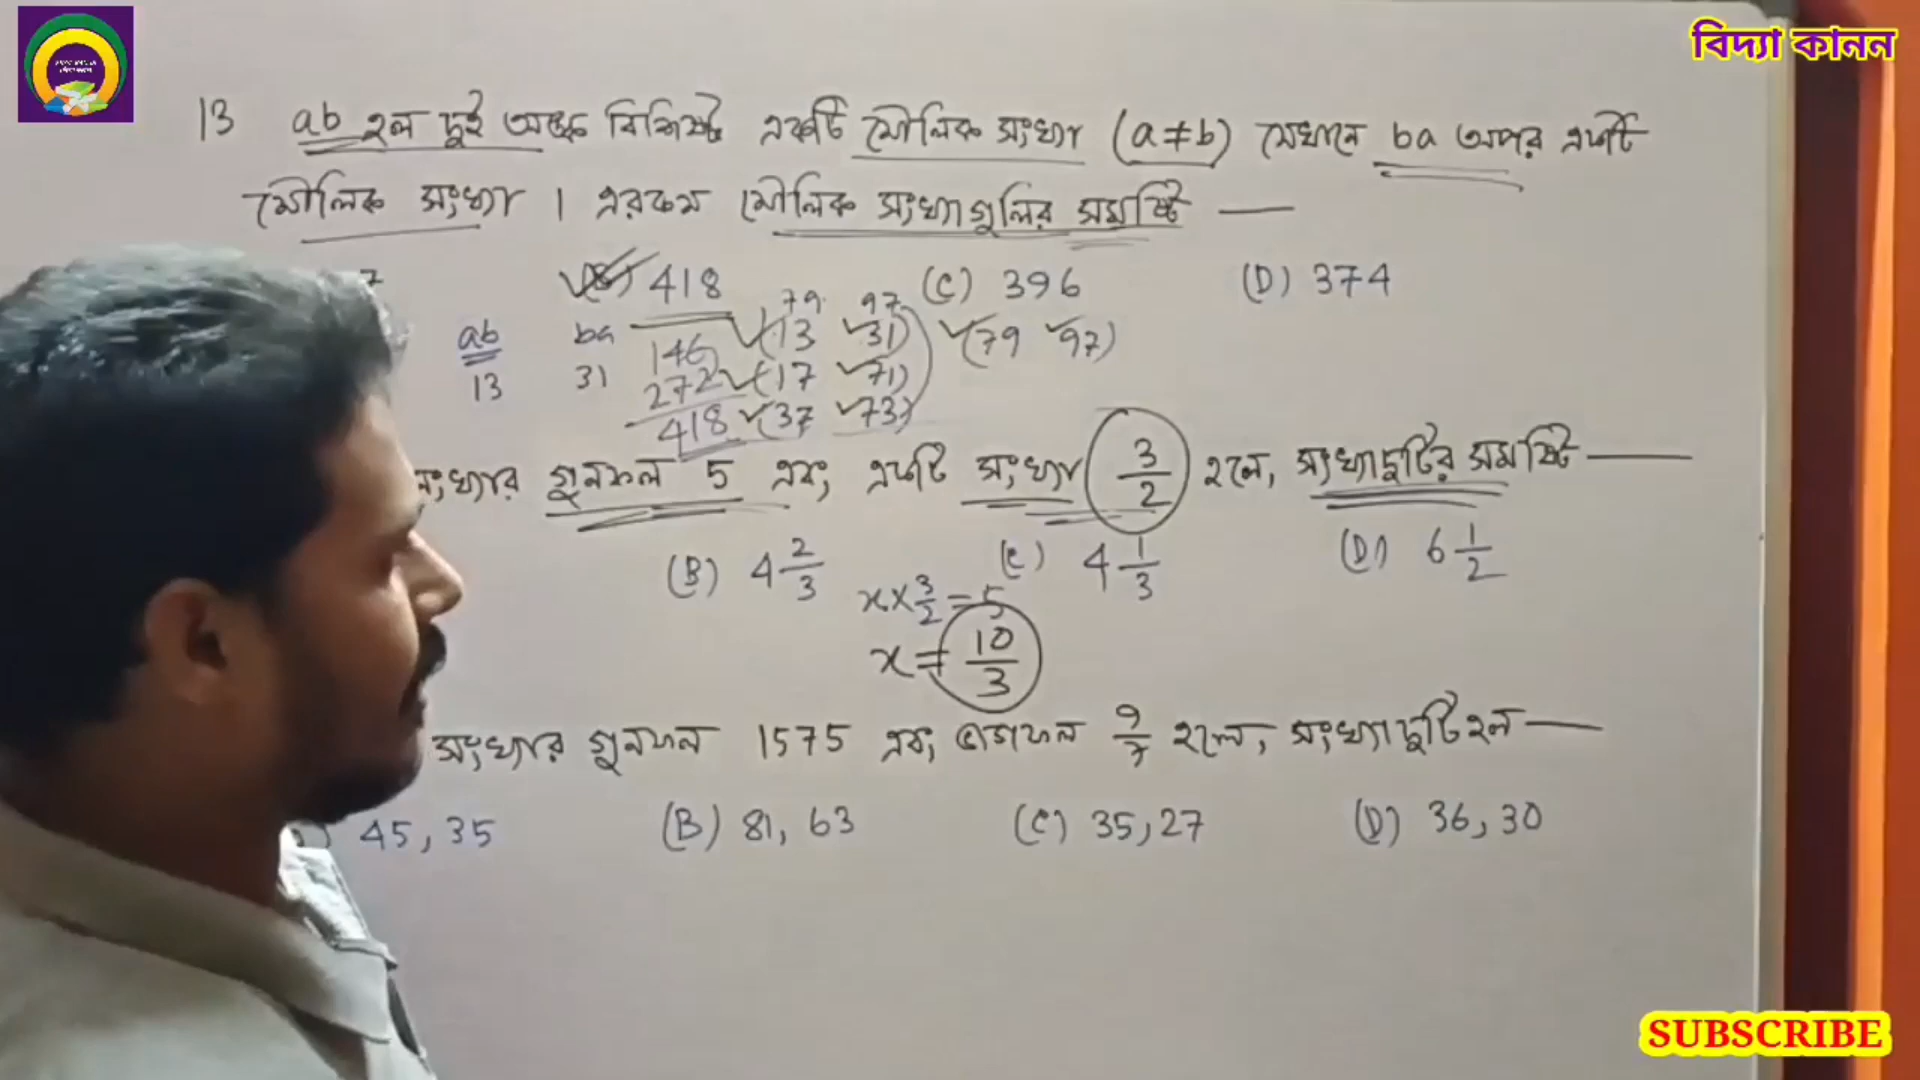 বিদ্যা কানন
13 ab হল দুই অঙ্ক বিশিষ্ট একটি মৌলিক সংখ্যা (a≠b) যেখানে ba অপর একটি
মৌলিক সংখ্যা । এরকম মৌলিক সংখ্যাগুলির সমষ্টি —
(B) 418 (C) 396 (D) 374
79 97
ab ba 146 (13 31) (79 97)
13 31 272 (17 71)
418 (37 73)
সংখ্যার গুনফল 5 এবং একটি সংখ্যা 3/2 হলে, সংখ্যাদুটির সমষ্টি —
(B) 4 2/3 (C) 4 1/3 (D) 6 1/2
x × 3/2 = 5
x = 10/3
সংখ্যার গুনফল 1575 এবং ভাগফল 9/7 হলে, সংখ্যাদুটি হল —
45, 35 (B) 81, 63 (C) 35, 27 (D) 36, 30
SUBSCRIBE